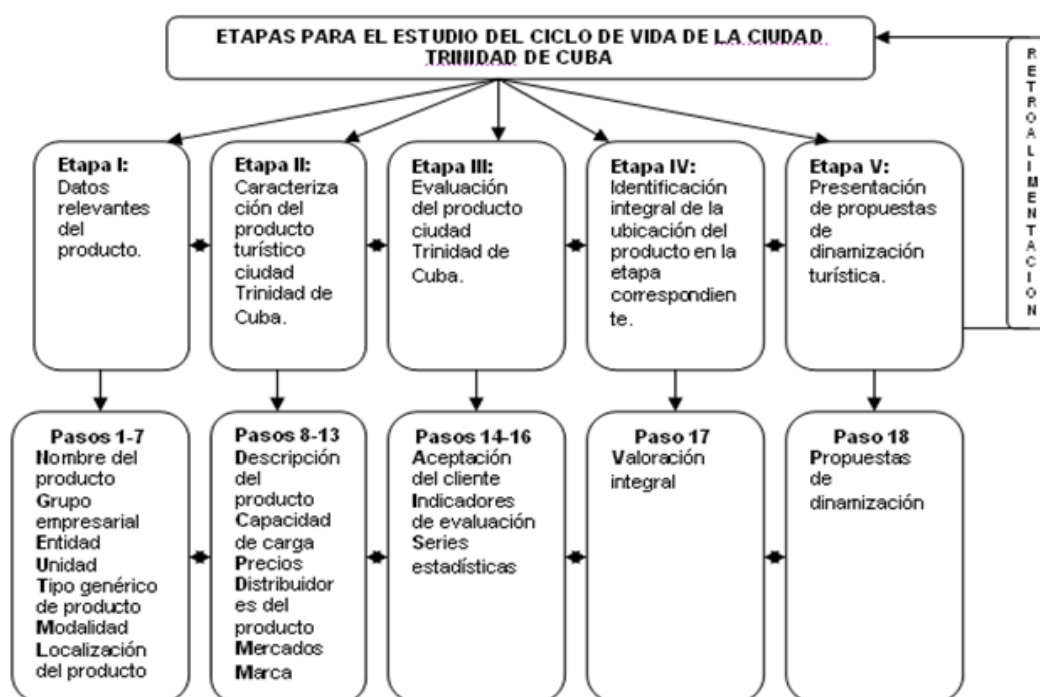 ETAPAS PARA EL ESTUDIO DEL CICLO DE VIDA DE LA CIUDAD
TRINIDAD DE CUBA
RETROALIMENTACION
Etapa I:
Datos
relevantes
del
producto.
Etapa II:
Caracteriza
ación del
producto
turístico
ciudad
Trinidad de
Cuba.
Etapa III:
Evaluación
del producto
ciudad
Trinidad de
Cuba.
Etapa IV:
Identificación
integral de la
ubicación del
producto en la
etapa
correspondien
te.
Etapa V:
Presentación
de propuestas
de
dinamización
turística.
Pasos 1-7
Nombre del
producto
Grupo
empresarial
Entidad
Unidad
Tipo genérico
de producto
Modalidad
Localización
del producto
Pasos 8-13
Descripción
del
producto
Capacidad
de carga
Precios
Distribuidor
es del
producto
Mercados
Marca
Pasos 14-16
Aceptación
del cliente
Indicadores
de evaluación
Series
estadísticas
Paso 17
Valoración
integral
Paso 18
Propuestas
de
dinamización